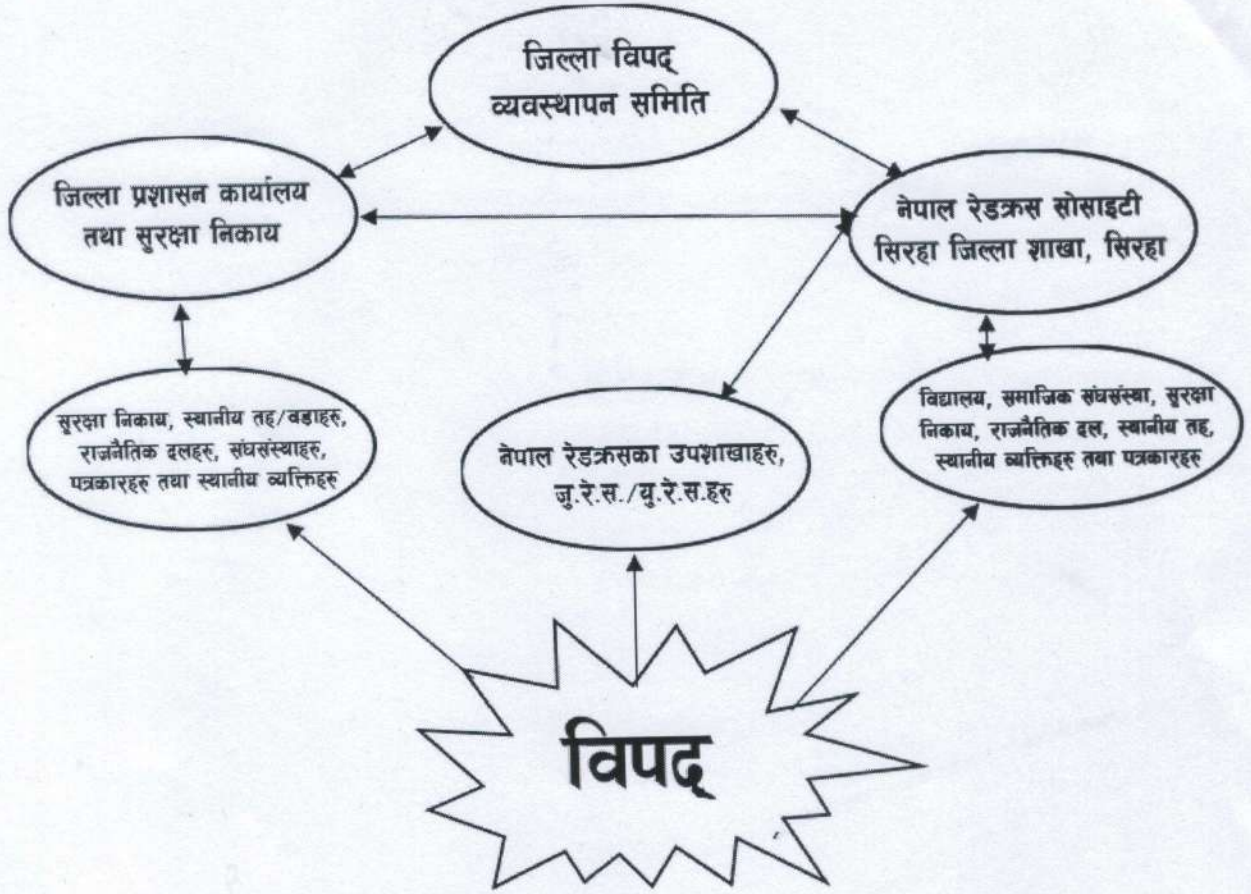 जिल्ला विपद्
व्यवस्थापन समिति
जिल्ला प्रशासन कार्यालय
तथा सुरक्षा निकाय
नेपाल रेडक्रस सोसाइटी
सिरहा जिल्ला शाखा, सिरहा
सुरक्षा निकाय, स्थानीय तह/वडाहरु,
राजनैतिक दलहरु, संघसंस्थाहरु,
पत्रकारहरु तथा स्थानीय व्यक्तिहरु
नेपाल रेडक्रसका उपशाखाहरु,
जु.रे.स./यु.रे.स.हरु
विद्यालय, समाजिक संघसंस्था, सुरक्षा
निकाय, राजनैतिक दल, स्थानीय तह,
स्थानीय व्यक्तिहरु तथा पत्रकारहरु
विपद्